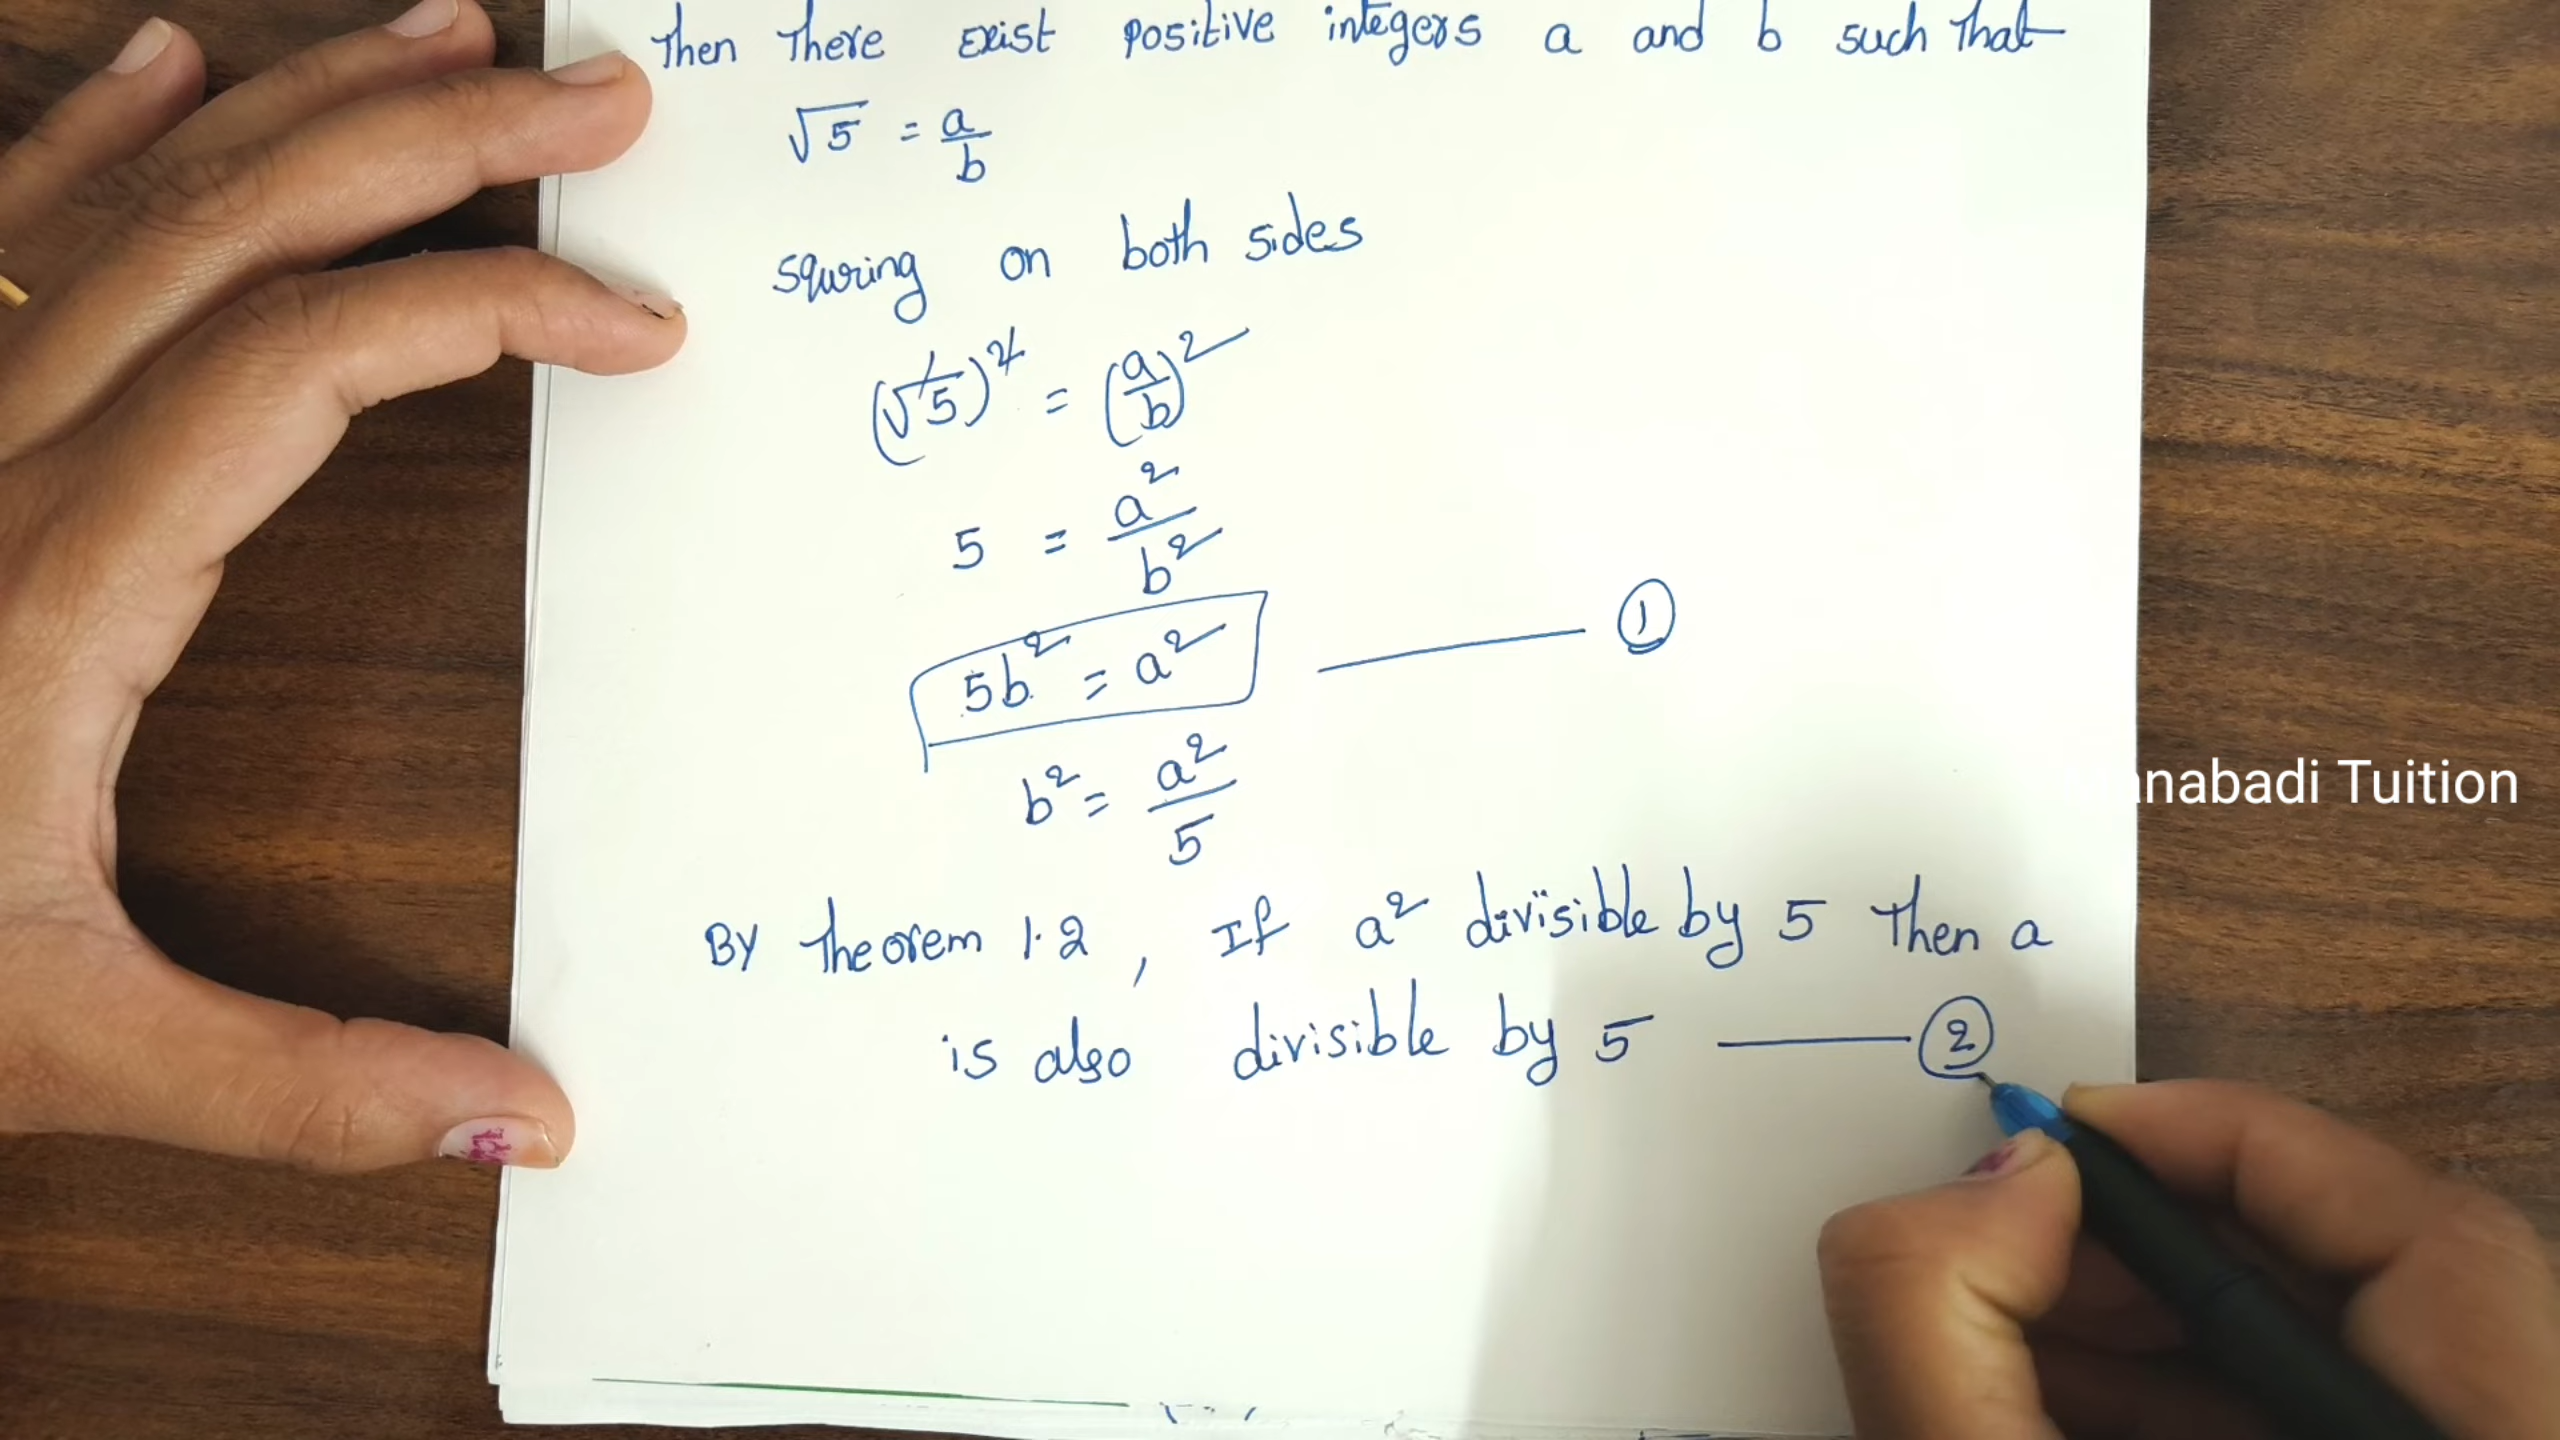 Then there exist positive integers a and b such that
√5 = a/b
squring on both sides
(√5)² = (a/b)²
5 = a²/b²
5b² = a² ——— ①
b² = a²/5
By theorem 1.2, If a² divisible by 5 then a
is also divisible by 5 ——— ②
Tuition